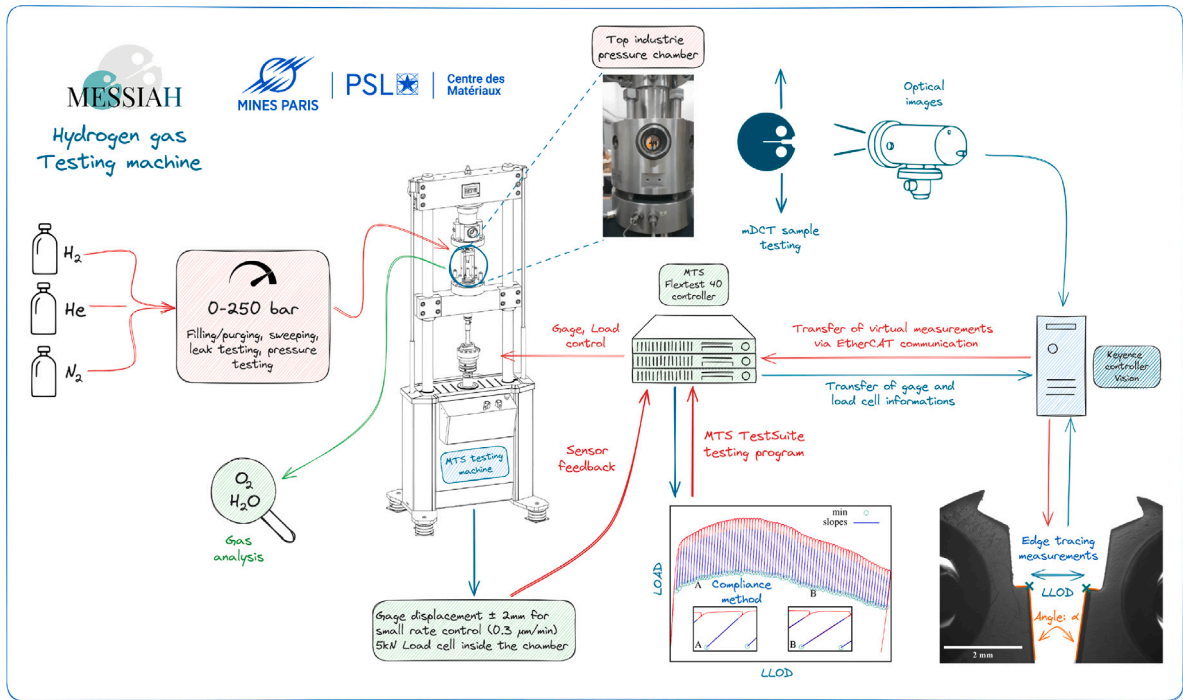 MESSIAH
MINES PARIS
PSL
Centre des
Matériaux
Hydrogen gas
Testing machine
Top industrie
pressure chamber
Optical
images
mDCT sample
testing
H2
He
N2
0-250 bar
Filling/purging, sweeping,
leak testing, pressure
testing
MTS
Flextest 40
controller
Gage, Load
control
Transfer of virtual measurements
via EtherCAT communication
Transfer of gage and
load cell informations
Keyence
controller
Vision
MTS testing
machine
Sensor
feedback
MTS TestSuite
testing program
O2
H2O
Gas
analysis
Gage displacement ± 2mm for
small rate control (0.3 µm/min)
5kN Load cell inside the chamber
min
slopes
LOAD
A
B
Compliance
method
A
B
LLOD
Edge tracing
measurements
LLOD
Angle: α
2 mm